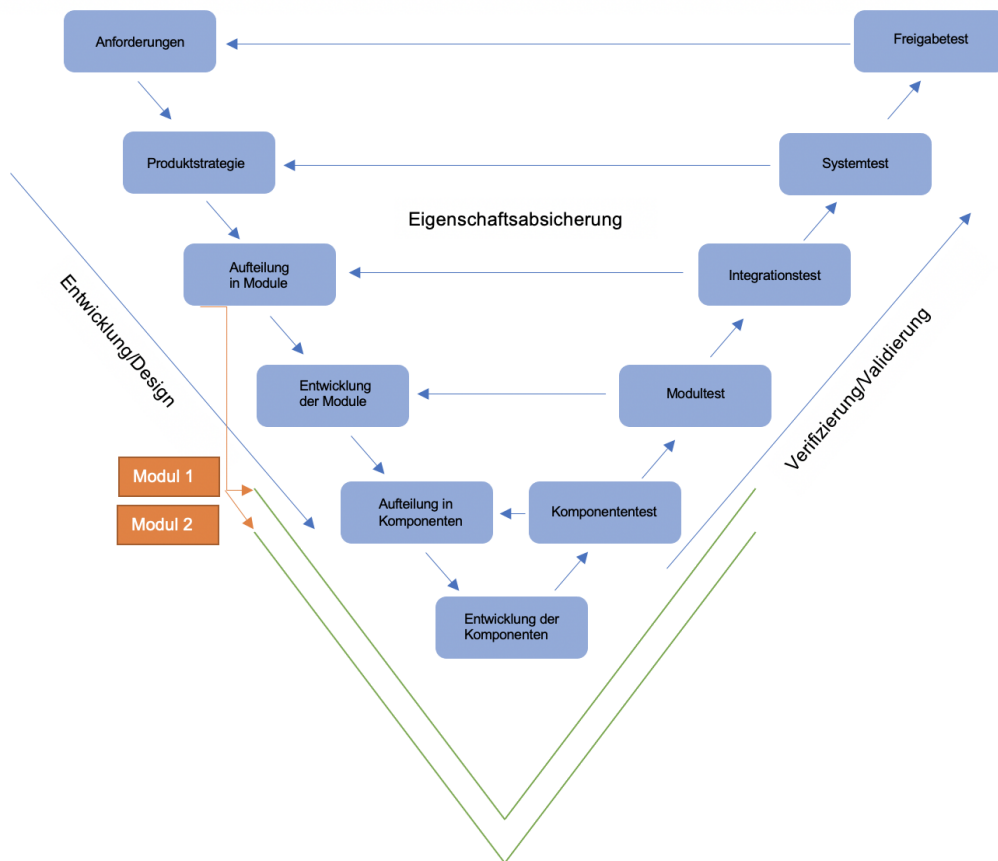 Anforderungen
Freigabetest
Produktstrategie
Systemtest
Eigenschaftsabsicherung
Aufteilung
in Module
Integrationstest
Entwicklung/Design
Verifizierung/Validierung
Entwicklung
der Module
Modultest
Modul 1
Modul 2
Aufteilung in
Komponenten
Komponententest
Entwicklung der
Komponenten